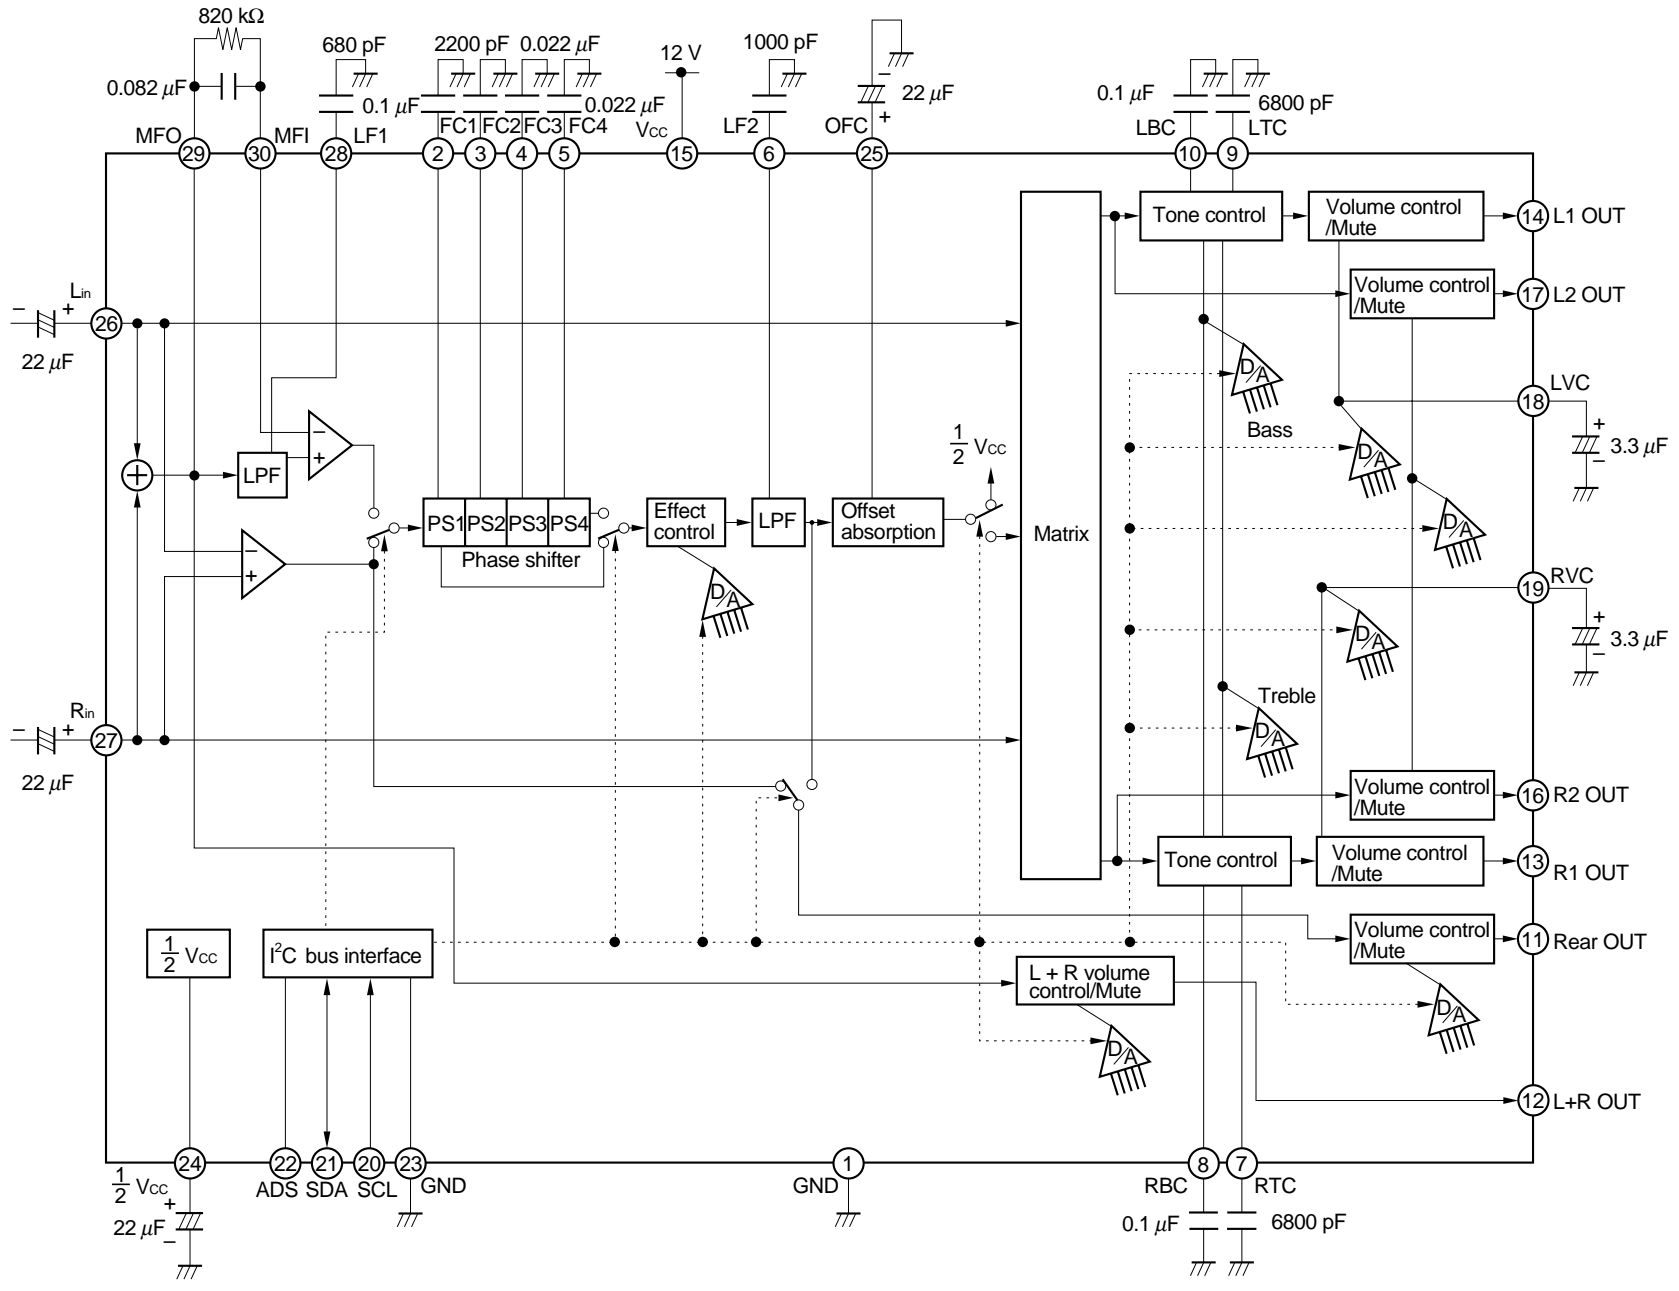 820 kΩ
0.082 μF
680 pF
2200 pF
0.022 μF
0.1 μF
0.022 μF
12 V
1000 pF
22 μF
0.1 μF
6800 pF
MFO
MFI
LF1
FC1
FC2
FC3
FC4
VCC
LF2
OFC
LBC
LTC
29
30
28
2
3
4
5
15
6
25
10
9
Tone control
Volume control
/Mute
14
L1 OUT
Volume control
/Mute
17
L2 OUT
− + Lin
26
22 μF
D/A
Bass
LVC
18
+
3.3 μF
−
D/A
D/A
− +
LPF
1/2 VCC
+
PS1
PS2
PS3
PS4
Phase shifter
Effect
control
LPF
Offset
absorption
Matrix
− +
D/A
RVC
19
+
3.3 μF
−
D/A
Treble
D/A
− + Rin
27
22 μF
Volume control
/Mute
16
R2 OUT
Tone control
Volume control
/Mute
13
R1 OUT
Volume control
/Mute
11
Rear OUT
1/2 VCC
I2C bus interface
L + R volume
control/Mute
D/A
D/A
12
L+R OUT
24
22
21
20
23
1
8
7
1/2 VCC
ADS
SDA
SCL
GND
GND
RBC
RTC
+
22 μF
−
0.1 μF
6800 pF